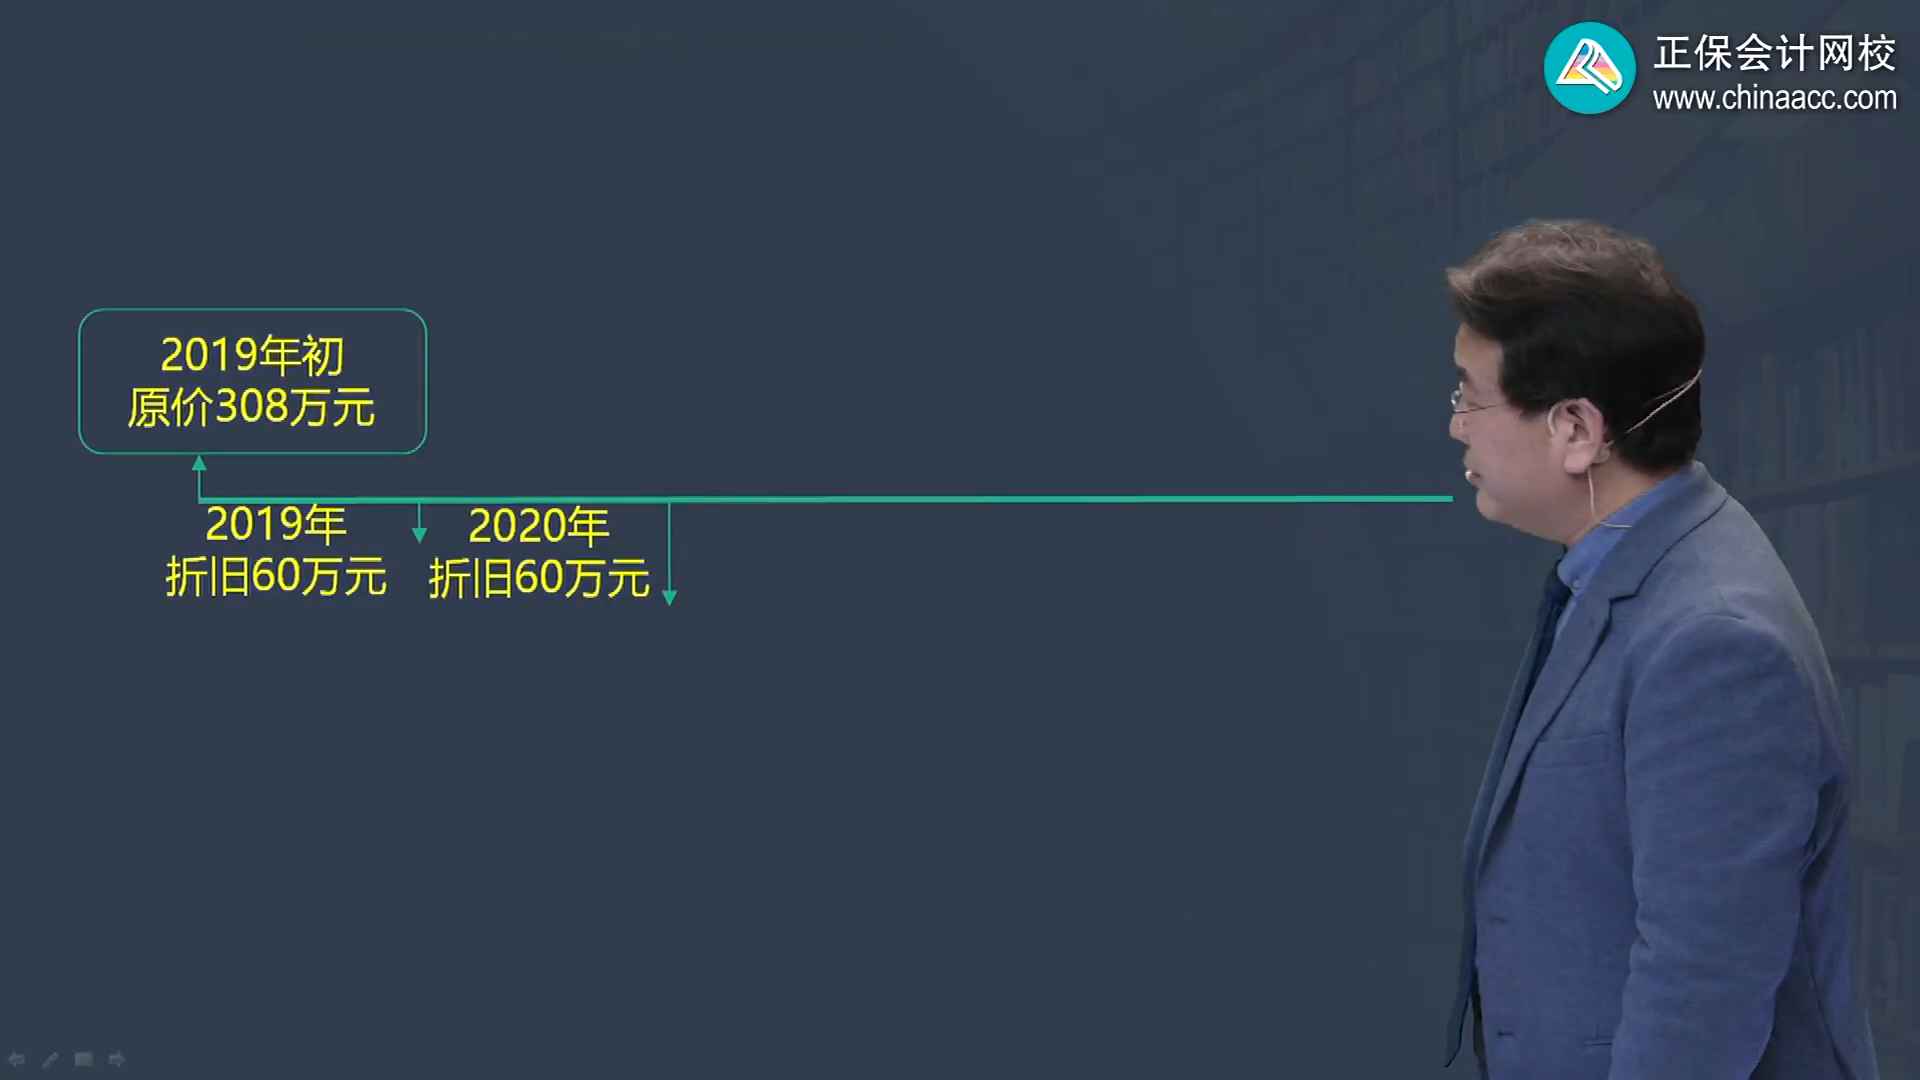 正保会计网校
www.chinaacc.com
2019年初
原价308万元
2019年
折旧60万元
2020年
折旧60万元